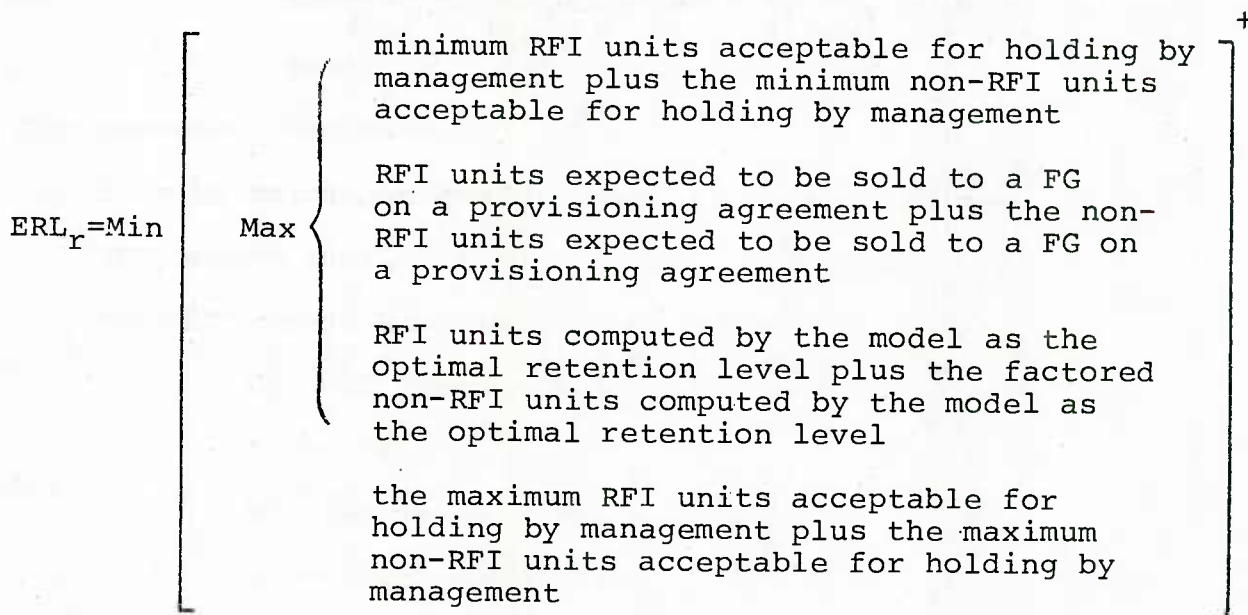 +
minimum RFI units acceptable for holding by
management plus the minimum non-RFI units
acceptable for holding by management
RFI units expected to be sold to a FG
on a provisioning agreement plus the non-
ERLr=Min Max RFI units expected to be sold to a FG on
a provisioning agreement
RFI units computed by the model as the
optimal retention level plus the factored
non-RFI units computed by the model as
the optimal retention level
the maximum RFI units acceptable for
holding by management plus the maximum
non-RFI units acceptable for holding by
management